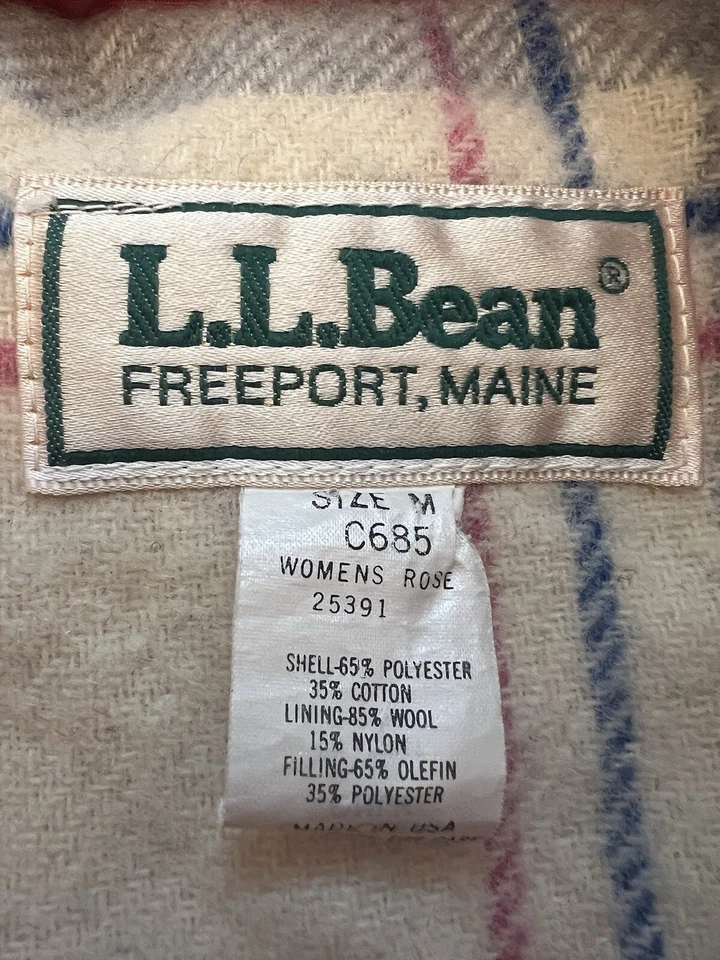 L.L.Bean®
FREEPORT, MAINE
SIZE M
C685
WOMENS ROSE
25391
SHELL-65% POLYESTER
35% COTTON
LINING-85% WOOL
15% NYLON
FILLING-65% OLEFIN
35% POLYESTER
MADE IN USA